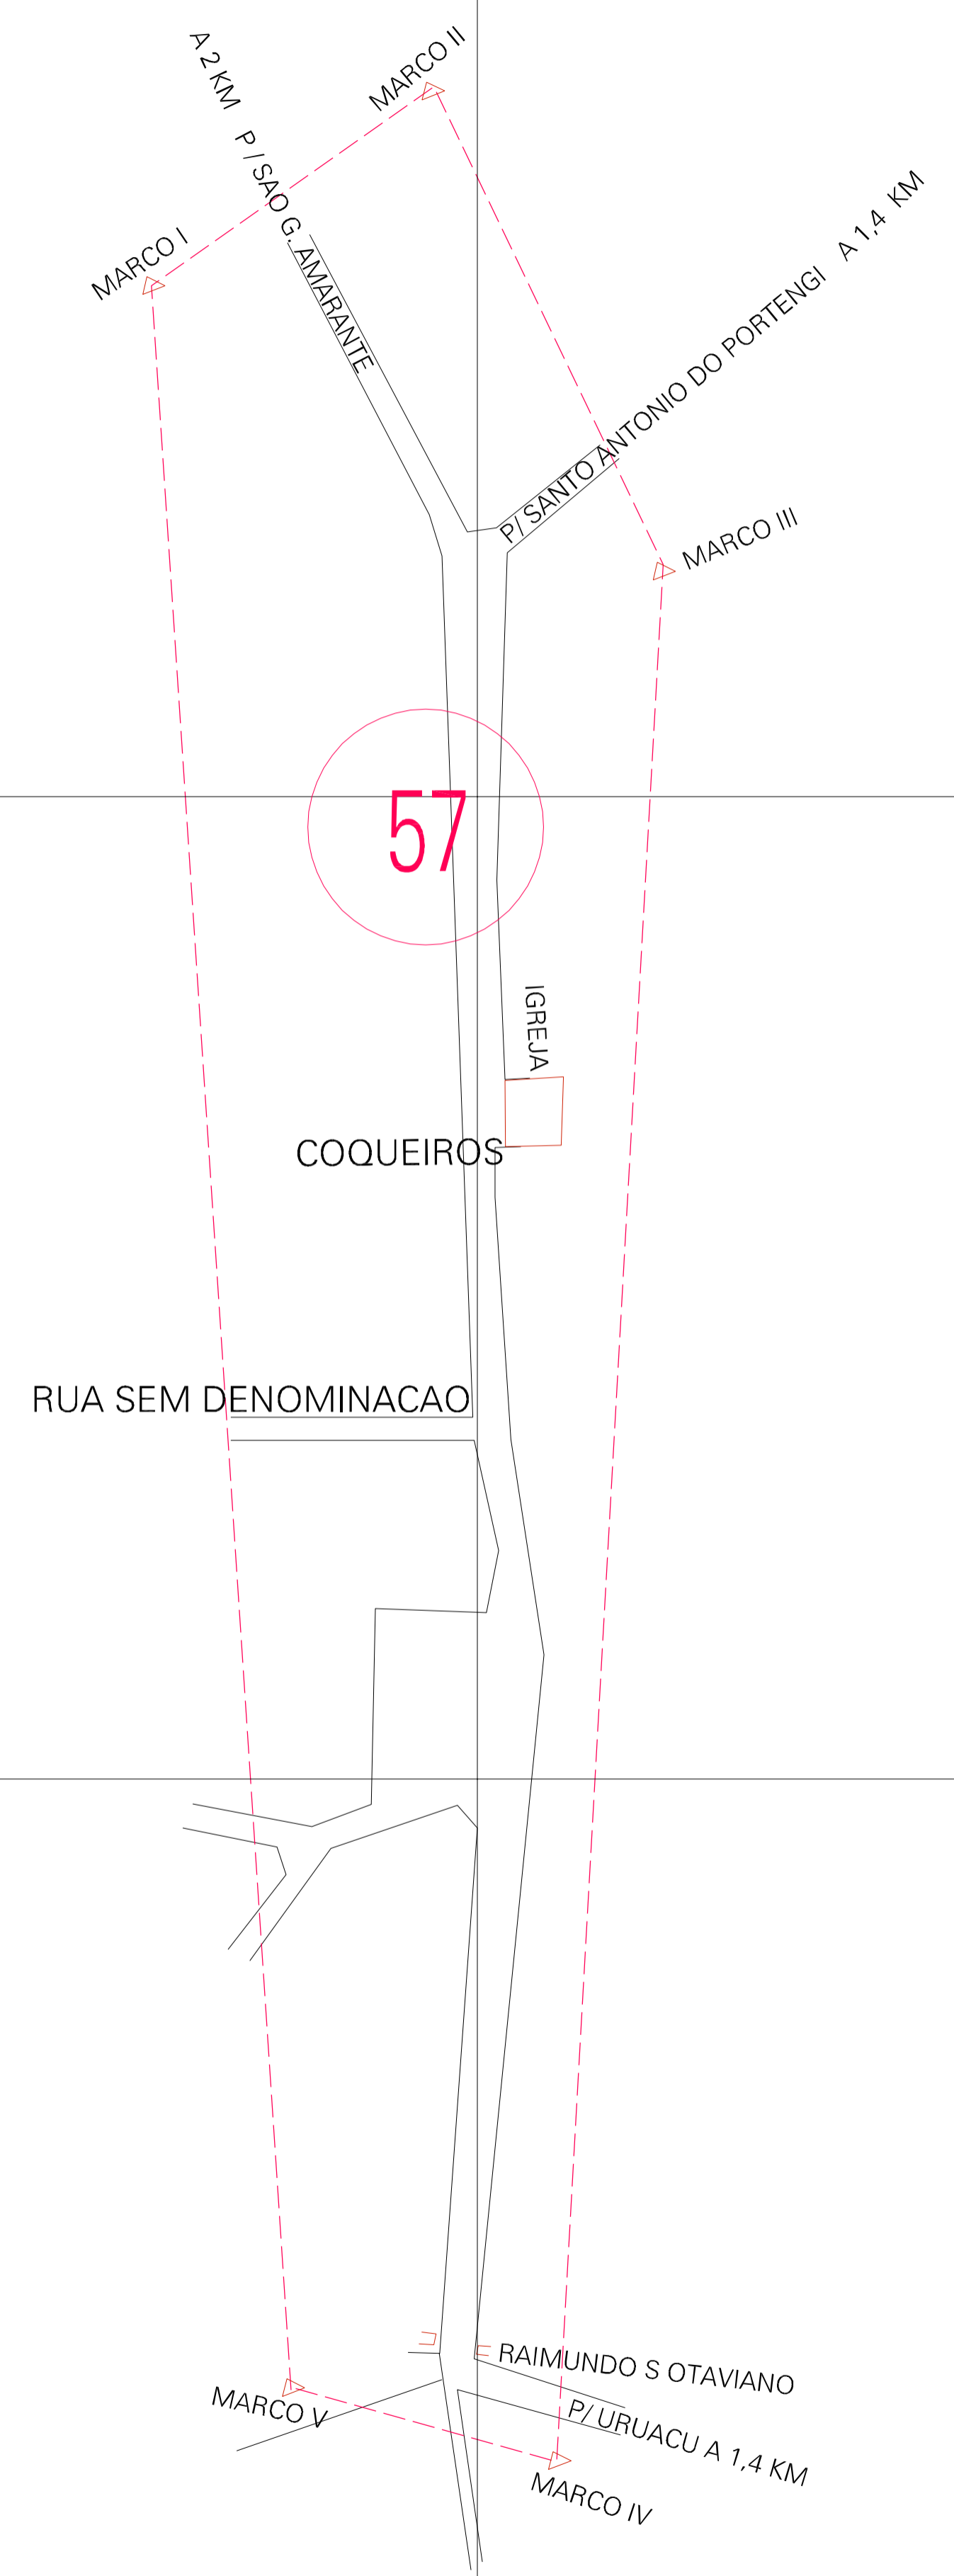 MARCO II
A 2 KM P / SAO G. AMARANTE
MARCO I
P/ SANTO ANTONIO DO PORTENGI A 1,4 KM
MARCO III
57
IGREJA
COQUEIROS
RUA SEM DENOMINACAO
RAIMUNDO S OTAVIANO
MARCO V
P/ URUACU A 1,4 KM
MARCO IV